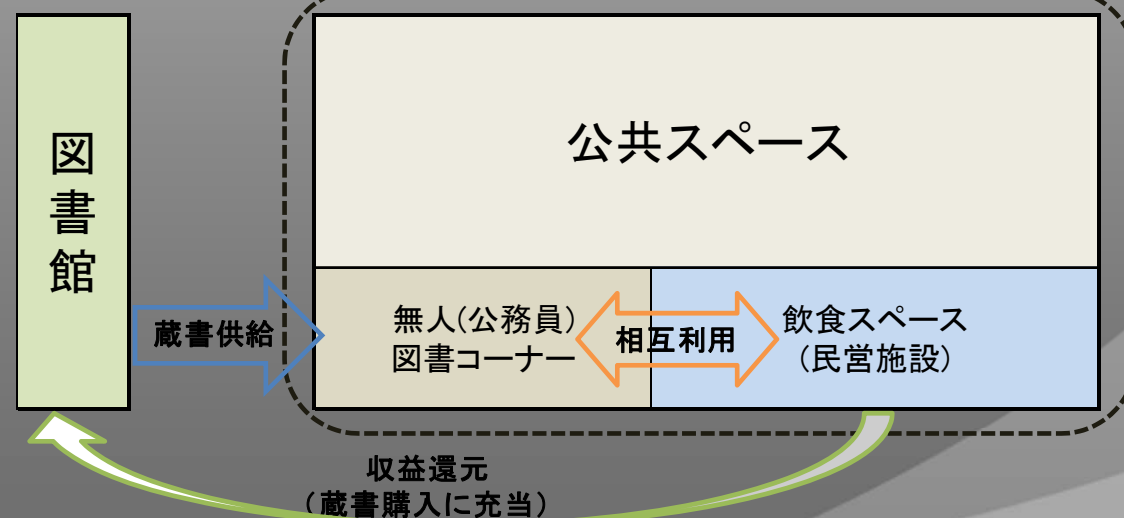 図書館
公共スペース
蔵書供給
無人(公務員)
図書コーナー
相互利用
飲食スペース
(民営施設)
収益還元
(蔵書購入に充当)